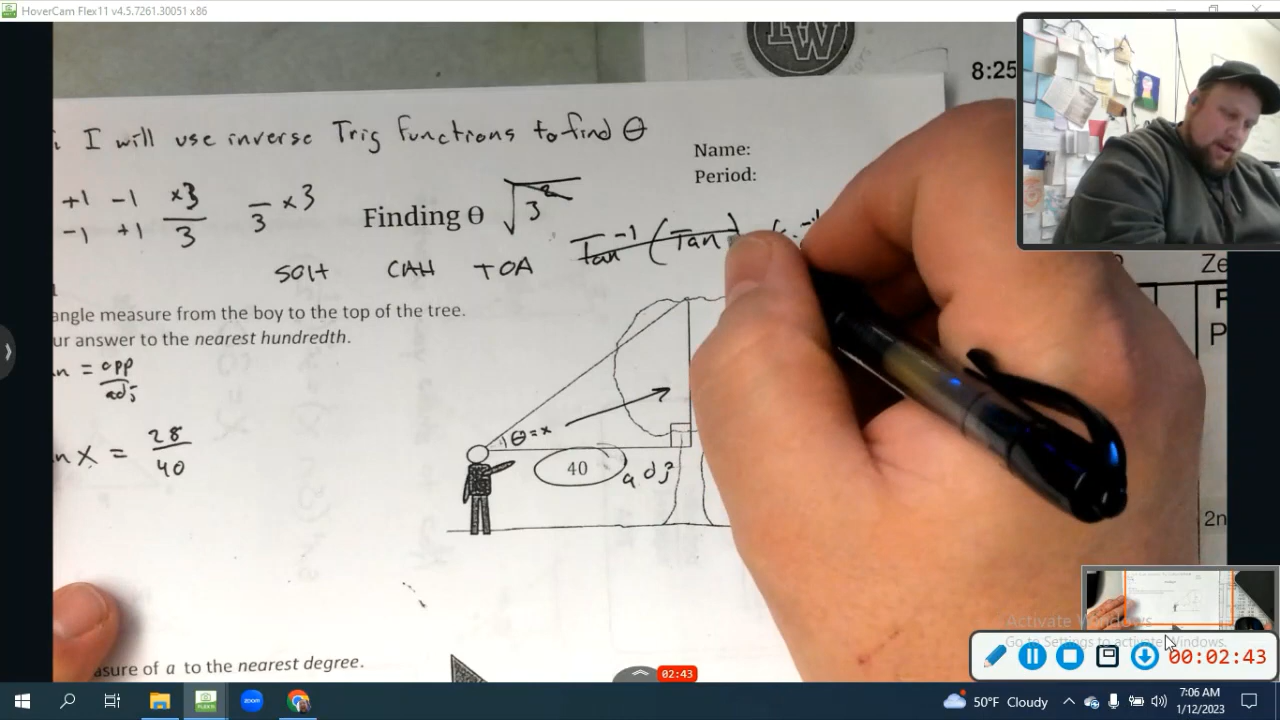 HoverCam Flex11 v4.5.7261.30051 x86
8:25
I will use inverse Trig functions to find θ
Name:
Period:
+1 -1 ×3 ×3
-1 +1 3 3
Finding θ √3²
Tan⁻¹(Tan)
SOH CAH TOA
Ze
angle measure from the boy to the top of the tree.
ur answer to the nearest hundredth.
n = opp
adj
n x = 28
40
θ=x
40
adj
2n
asure of a to the nearest degree.
Activate Windows
Go to Settings to activate Windows.
00:02:43
02:43
zoom
50°F Cloudy
7:06 AM
1/12/2023